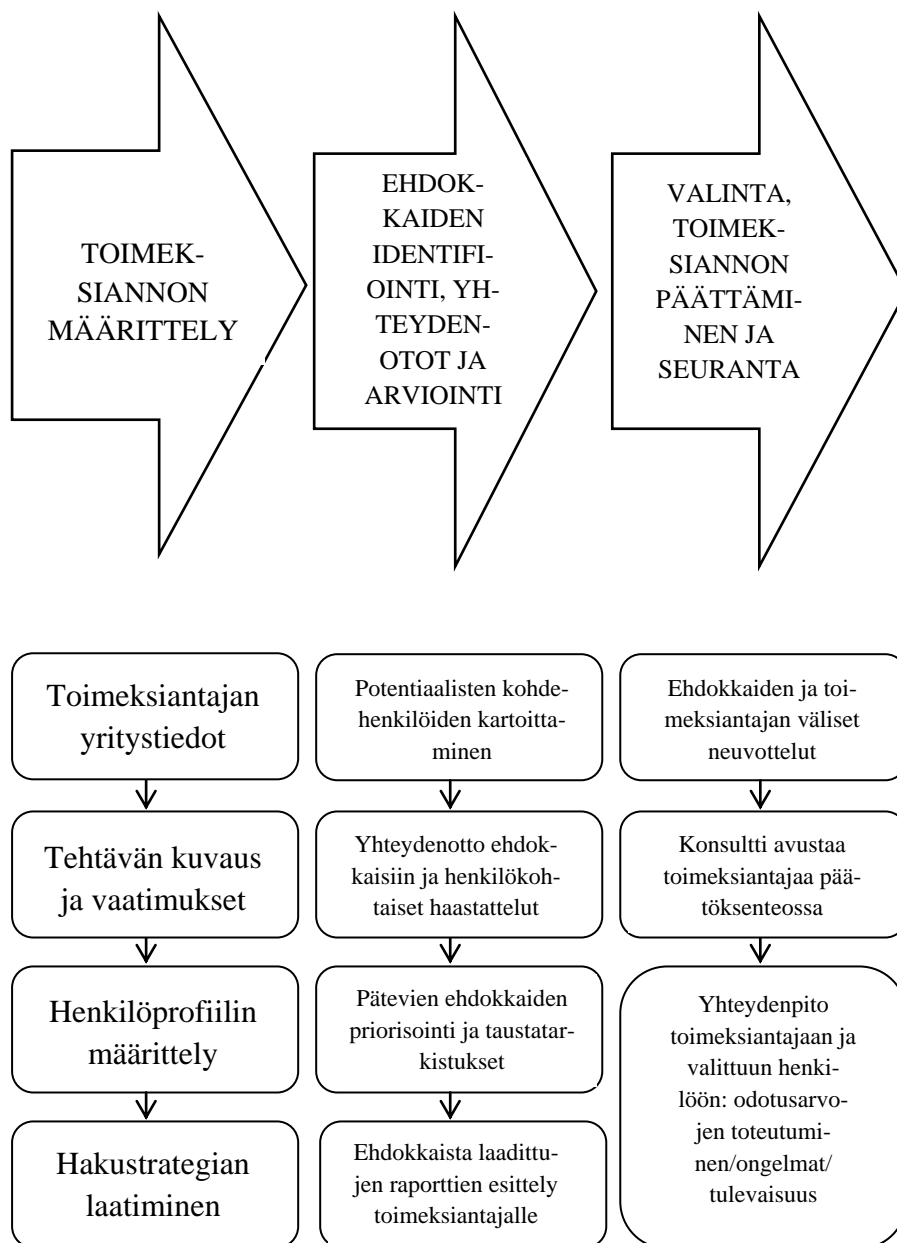 TOIMEK-
SIANNON
MÄÄRITTELY
EHDOK-
KAIDEN
IDENTIFI-
OINTI, YH-
TEYDEN-
OTOT JA
ARVIOINTI
VALINTA,
TOIMEK-
SIANNON
PÄÄTTÄMI-
NEN JA
SEURANTA
Toimeksiantajan
yritystiedot
Tehtävän kuvaus
ja vaatimukset
Henkilöprofiilin
määrittely
Hakustrategian
laatiminen
Potentiaalisten kohde-
henkilöiden kartoitta-
minen
Yhteydenotto ehdok-
kaisiin ja henkilökoh-
taiset haastattelut
Pätevien ehdokkaiden
priorisointi ja taustatar-
kistukset
Ehdokkaista laadittu-
jen raporttien esittely
toimeksiantajalle
Ehdokkaiden ja toi-
meksiantajan väliset
neuvottelut
Konsultti avustaa
toimeksiantajaa pää-
töksenteossa
Yhteydenpito
toimeksiantajaan ja
valittuun henki-
löön: odotusarvo-
jen toteutumi-
nen/ongelmat/
tulevaisuus